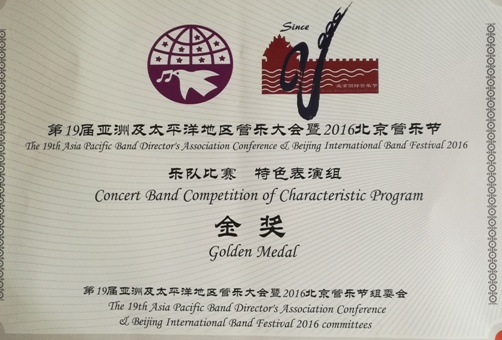 Since
第19届亚洲及太平洋地区管乐大会暨2016北京管乐节
The 19th Asia Pacific Band Director's Association Conference & Beijing International Band Festival 2016
乐队比赛 特色表演组
Concert Band Competition of Characteristic Program
金 奖
Golden Medal
第19届亚洲及太平洋地区管乐大会暨2016北京管乐节组委会
The 19th Asia Pacific Band Director's Association Conference
& Beijing International Band Festival 2016 committees